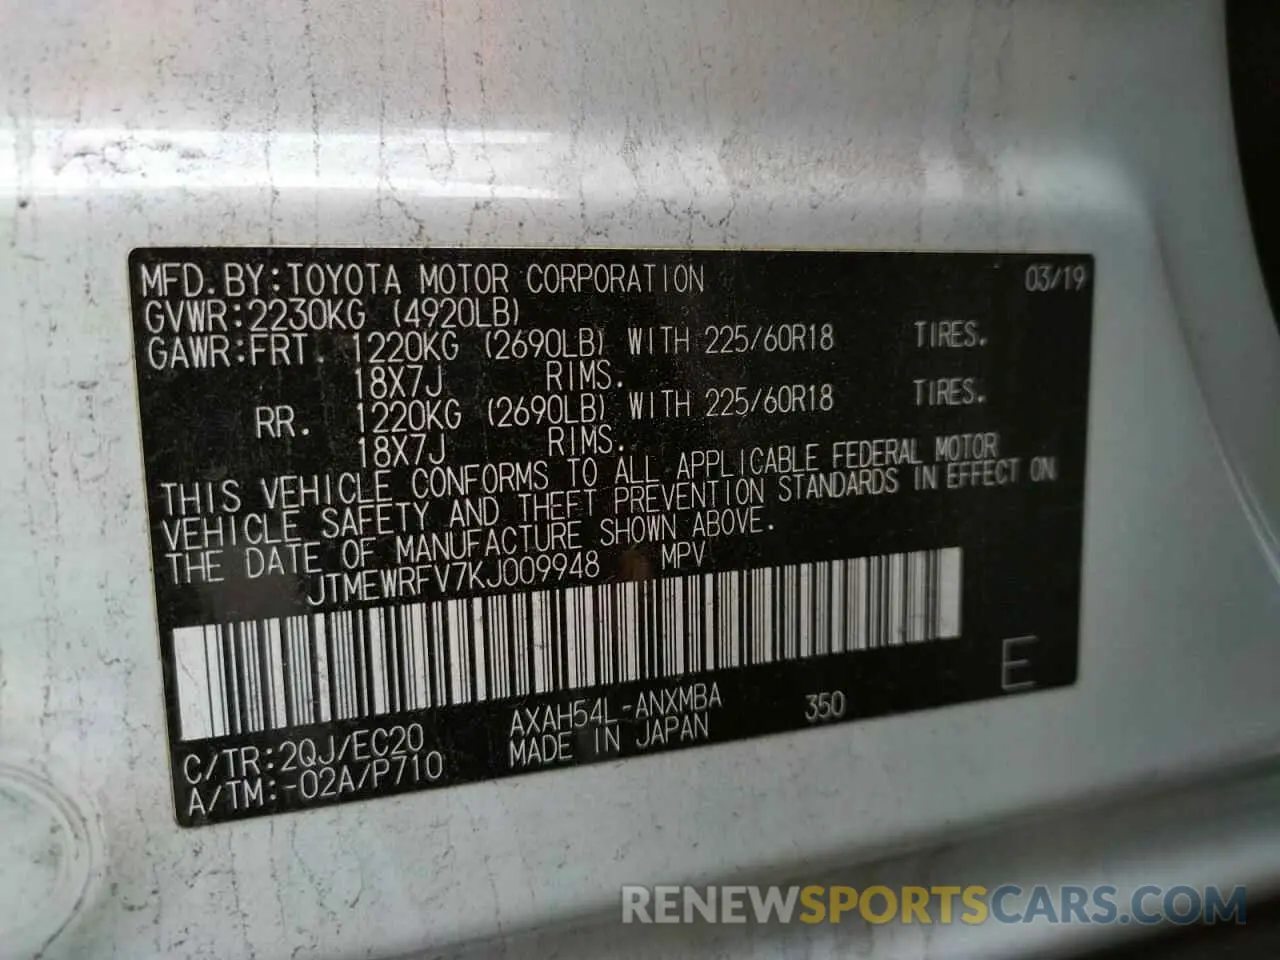 MFD. BY: TOYOTA MOTOR CORPORATION 03/19
GVWR: 2230KG (4920LB)
GAWR: FRT. 1220KG (2690LB) WITH 225/60R18 TIRES.
18X7J RIMS.
RR. 1220KG (2690LB) WITH 225/60R18 TIRES.
18X7J RIMS.
THIS VEHICLE CONFORMS TO ALL APPLICABLE FEDERAL MOTOR
VEHICLE SAFETY AND THEFT PREVENTION STANDARDS IN EFFECT ON
THE DATE OF MANUFACTURE SHOWN ABOVE.
JTMEWRFV7KJ009948 MPV
E
C/TR: 2QJ/EC20 AXAH54L-ANXMBA 350
A/TM: -02A/P710 MADE IN JAPAN
RENEWSPORTSCARS.COM